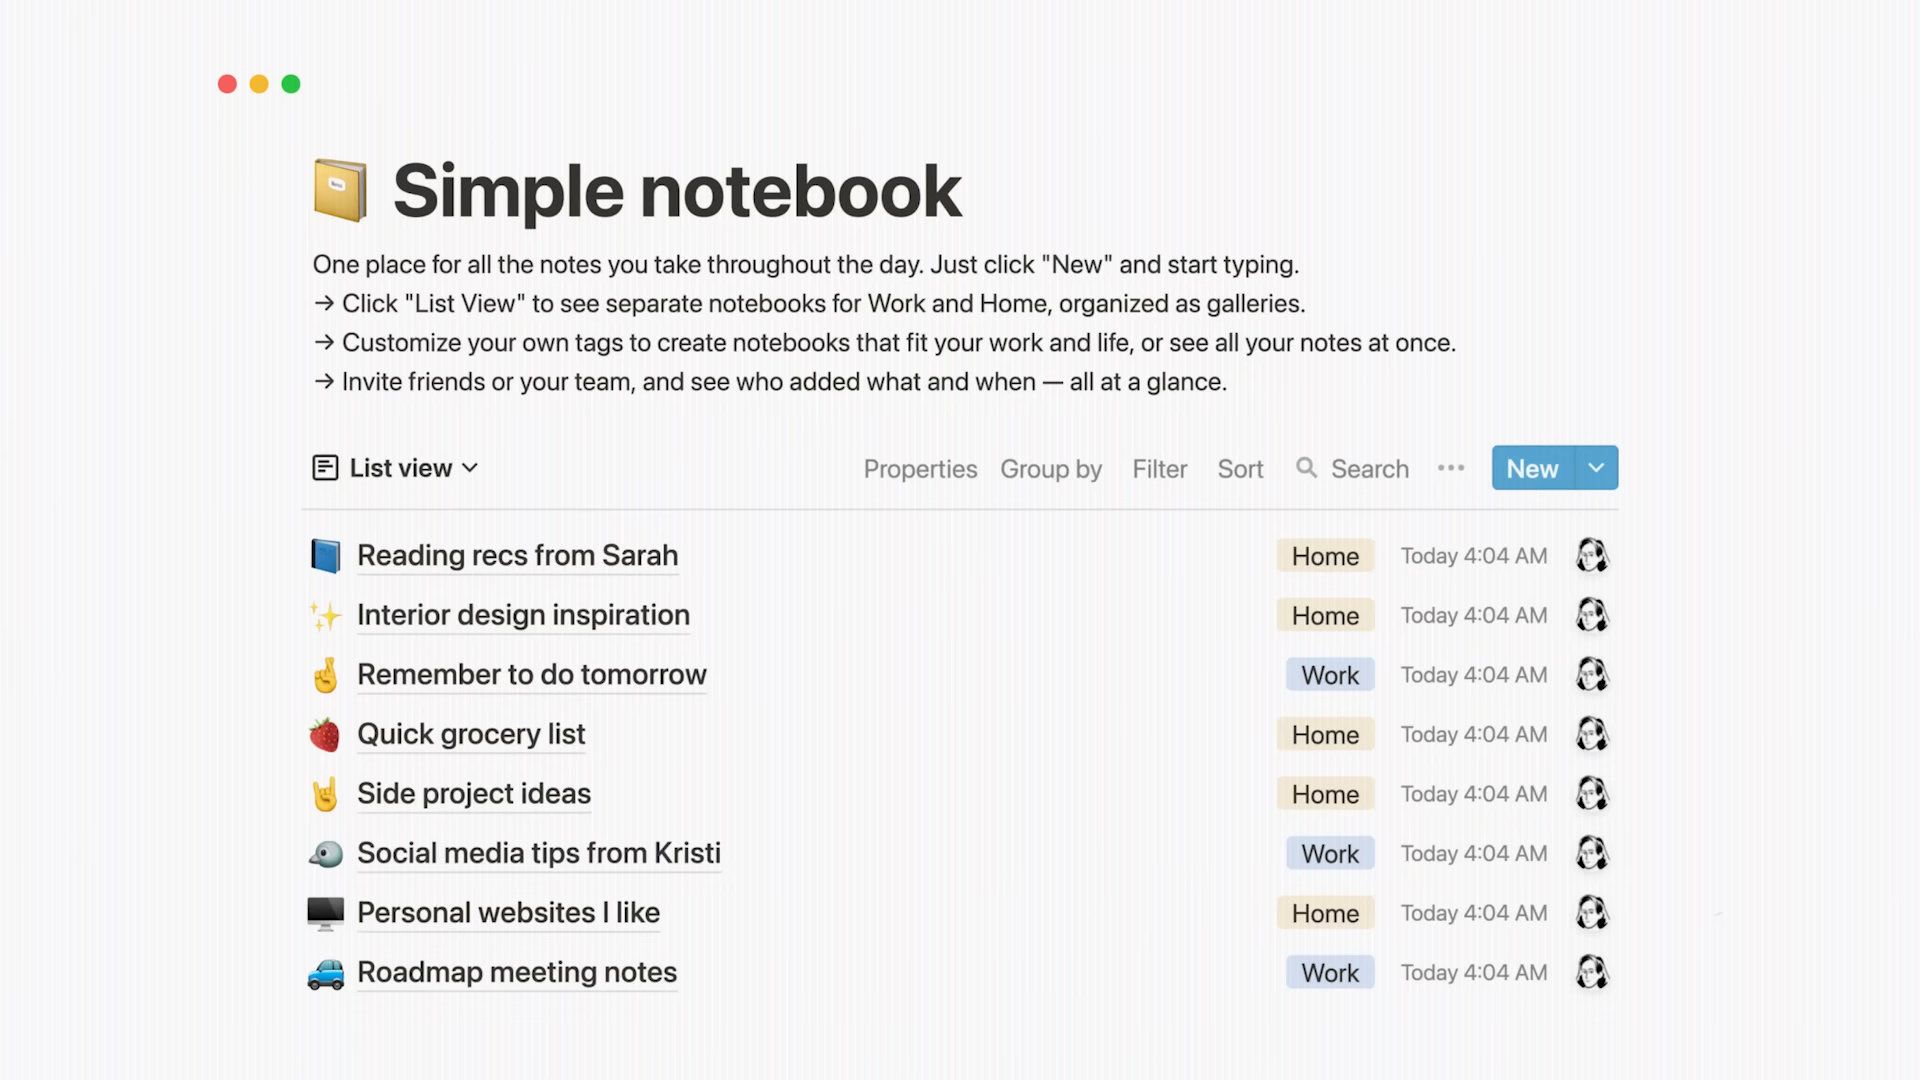 Simple notebook
One place for all the notes you take throughout the day. Just click "New" and start typing.
→ Click "List View" to see separate notebooks for Work and Home, organized as galleries.
→ Customize your own tags to create notebooks that fit your work and life, or see all your notes at once.
→ Invite friends or your team, and see who added what and when — all at a glance.
List view Properties Group by Filter Sort Search New
Reading recs from Sarah Home Today 4:04 AM
Interior design inspiration Home Today 4:04 AM
Remember to do tomorrow Work Today 4:04 AM
Quick grocery list Home Today 4:04 AM
Side project ideas Home Today 4:04 AM
Social media tips from Kristi Work Today 4:04 AM
Personal websites I like Home Today 4:04 AM
Roadmap meeting notes Work Today 4:04 AM